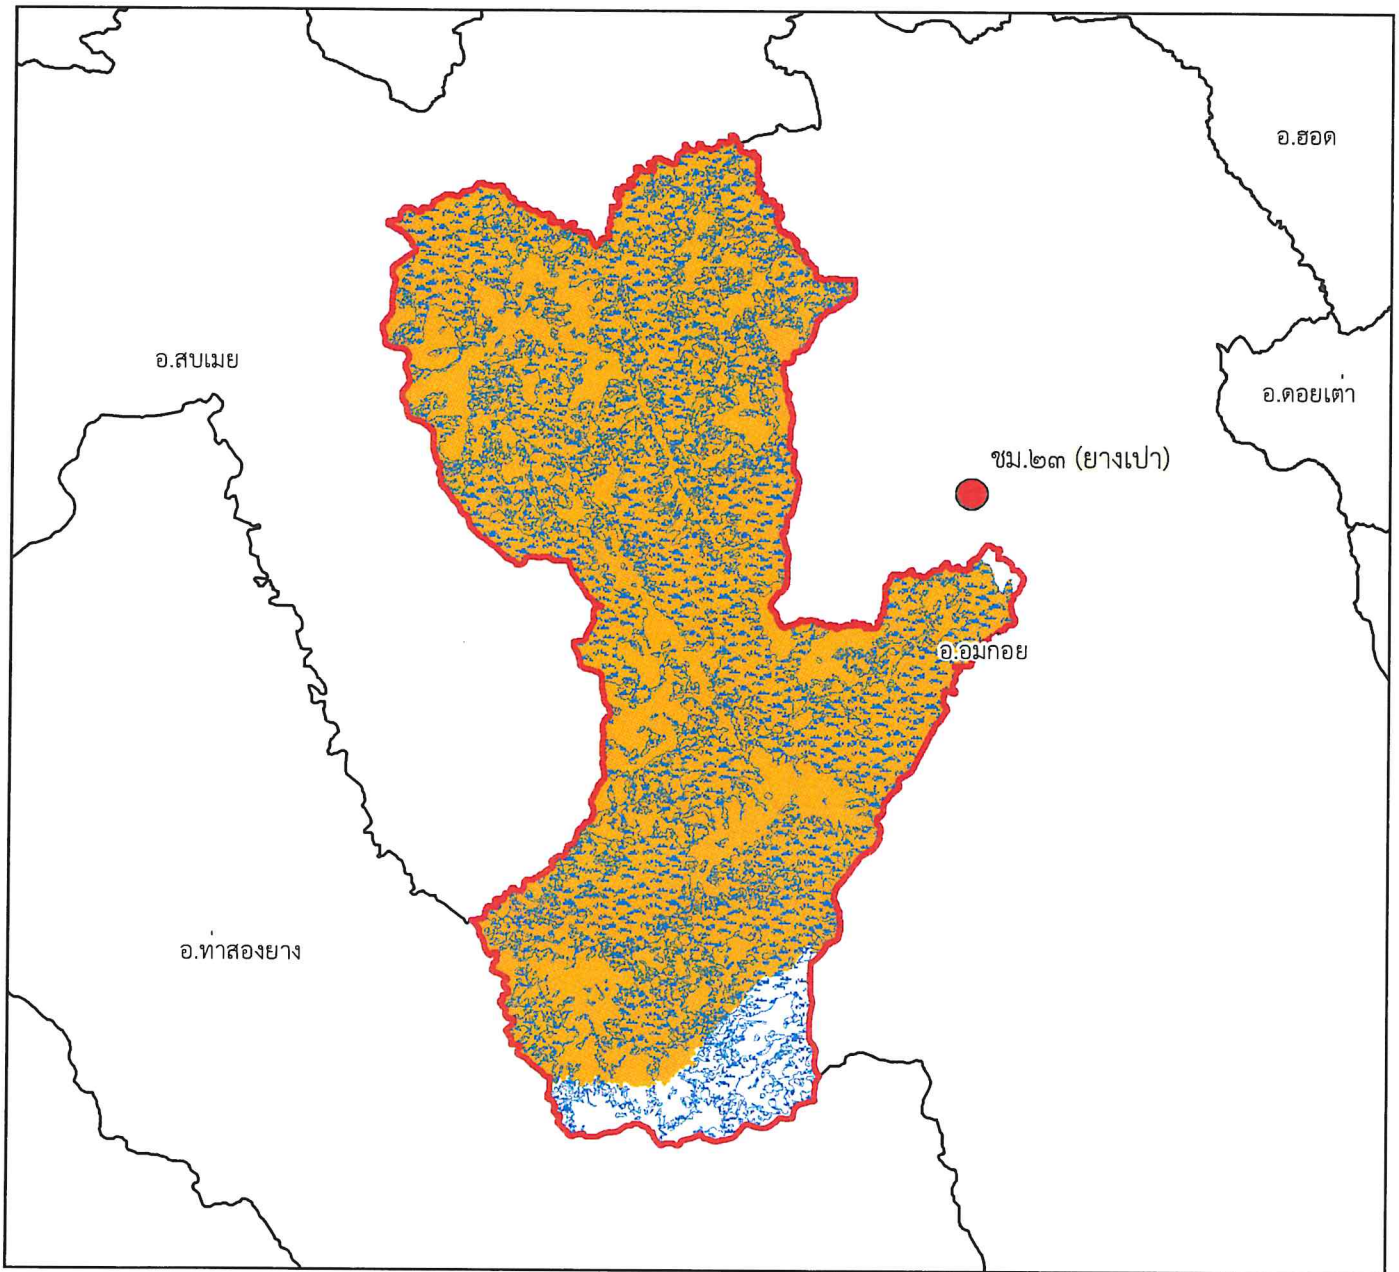 อ.ฮอด
อ.สบเมย
อ.ดอยเต่า
ชม.๒๓ (ยางเปา)
อ.อมก๋อย
อ.ท่าสองยาง